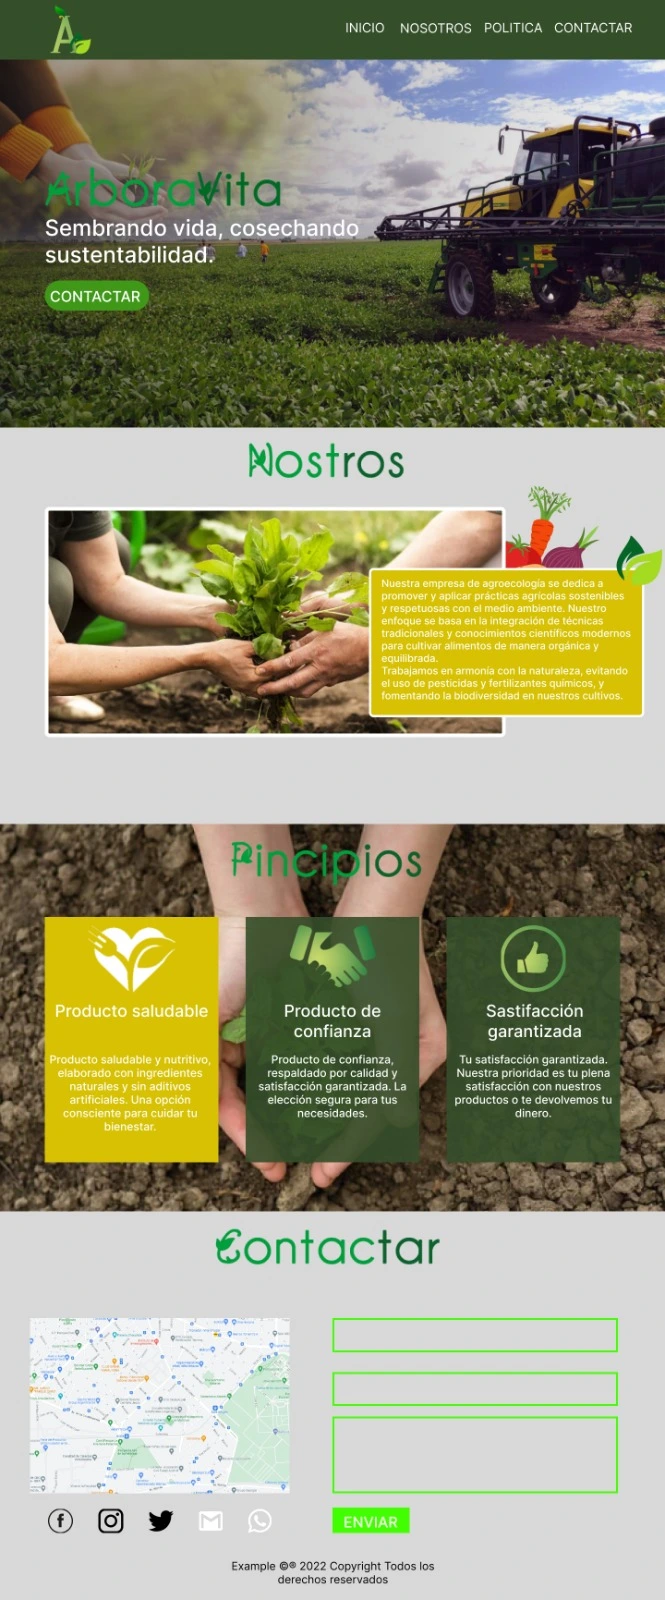 A
INICIO NOSOTROS POLITICA CONTACTAR
ArboraVita
Sembrando vida, cosechando
sustentabilidad.
CONTACTAR
Nostros
Nuestra empresa de agroecología se dedica a
promover y aplicar prácticas agrícolas sostenibles
y respetuosas con el medio ambiente. Nuestro
enfoque se basa en la integración de técnicas
tradicionales y conocimientos científicos modernos
para cultivar alimentos de manera orgánica y
equilibrada.
Trabajamos en armonía con la naturaleza, evitando
el uso de pesticidas y fertilizantes químicos, y
fomentando la biodiversidad en nuestros cultivos.
Pincipios
Producto saludable
Producto saludable y nutritivo,
elaborado con ingredientes
naturales y sin aditivos
artificiales. Una opción
consciente para cuidar tu
bienestar.
Producto de
confianza
Producto de confianza,
respaldado por calidad y
satisfacción garantizada. La
elección segura para tus
necesidades.
Sastifacción
garantizada
Tu satisfacción garantizada.
Nuestra prioridad es tu plena
satisfacción con nuestros
productos o te devolvemos tu
dinero.
Contactar
ENVIAR
Example ©® 2022 Copyright Todos los
derechos reservados